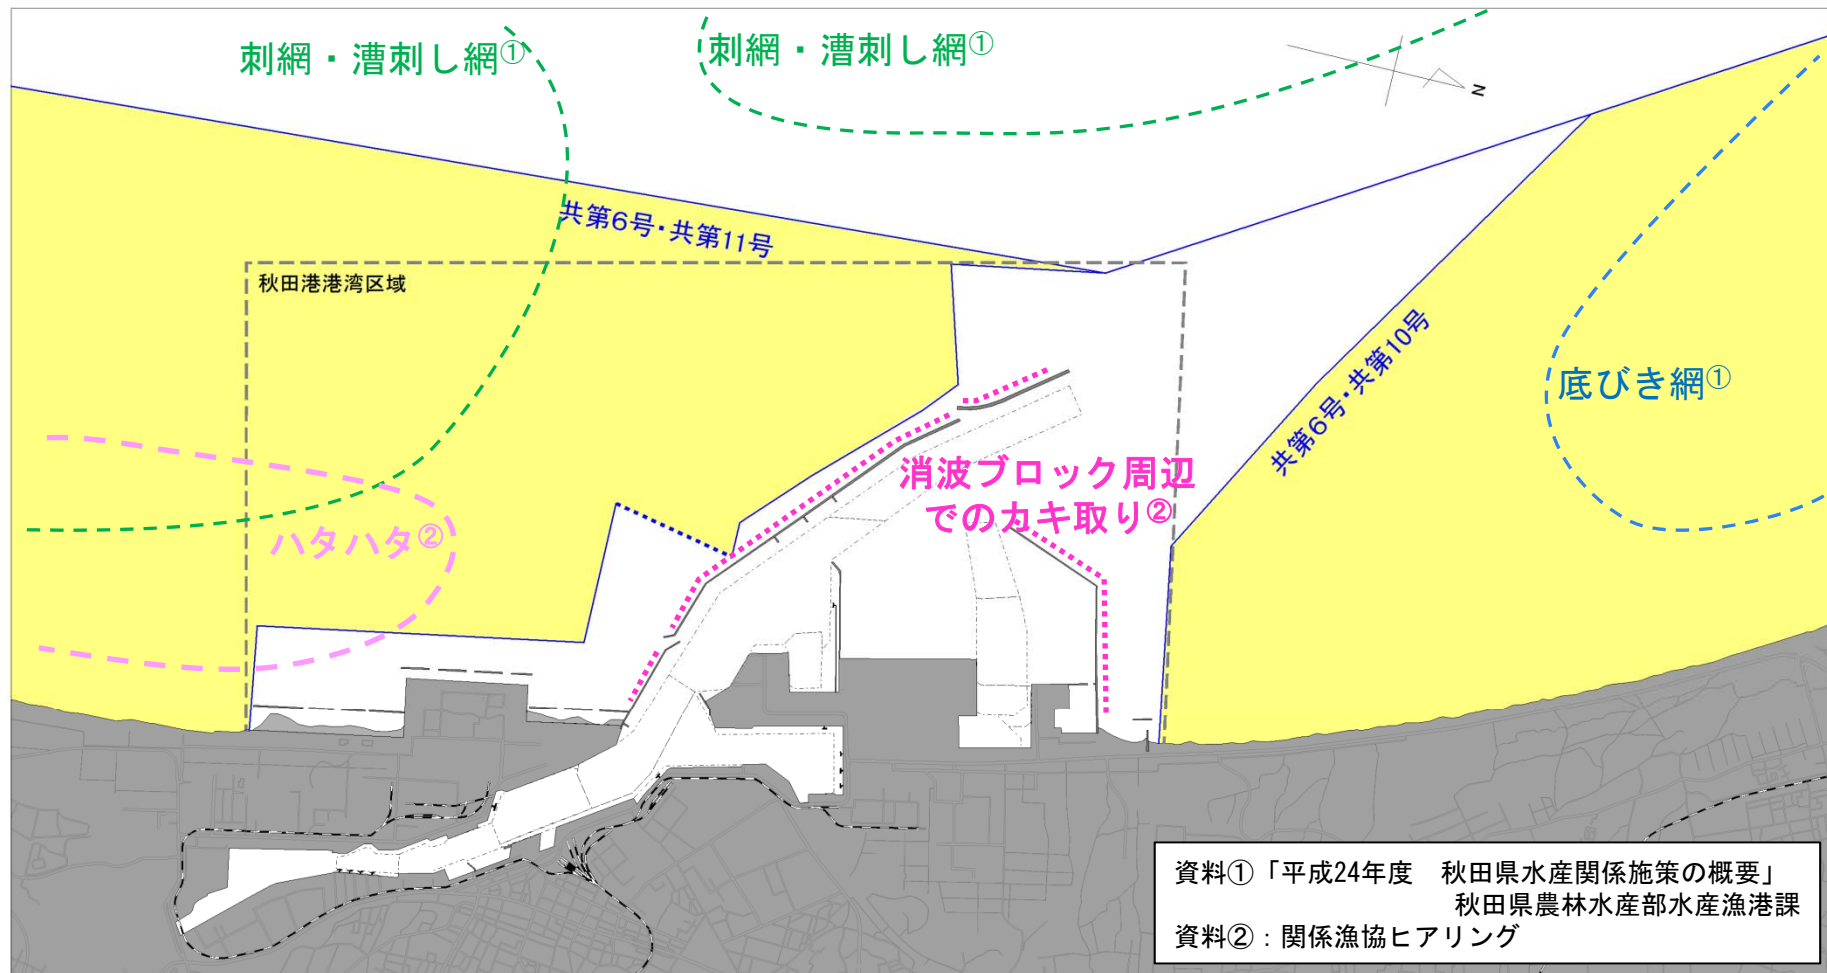 刺網・漕刺し網①
刺網・漕刺し網①
N
共第6号・共第11号
秋田港港湾区域
共第6号・共第10号
底びき網①
消波ブロック周辺
でのカキ取り②
ハタハタ②
資料①「平成24年度 秋田県水産関係施策の概要」
秋田県農林水産部水産漁港課
資料②：関係漁協ヒアリング